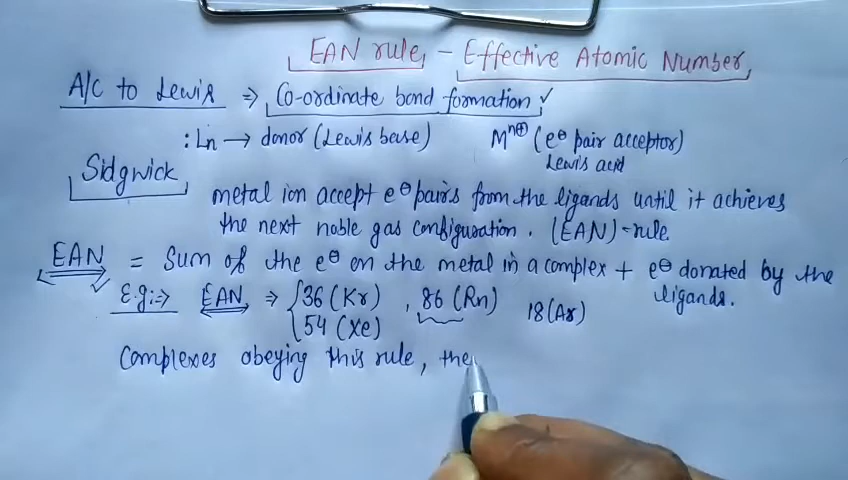 EAN rule, - Effective Atomic Number,
A/C to Lewis ⇒ Co-ordinate bond formation ✓
:Ln → donor (Lewis base) Mⁿ⊕ (e⊖ pair acceptor)
Lewis acid
Sidgwick
metal ion accept e⊖ pairs from the ligands until it achieves
the next noble gas configuration. (EAN)-rule.
EAN = Sum of the e⊖ on the metal in a complex + e⊖ donated by the
ligands.
E.g:⇒ EAN ⇒ { 36 (Kr) , 86 (Rn) 18 (Ar)
54 (Xe)
Complexes obeying this rule, the